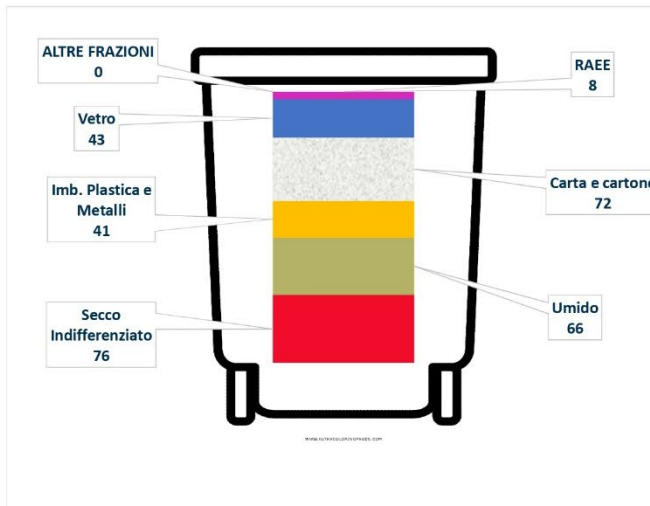 ALTRE FRAZIONI
0
RAEE
8
Vetro
43
Imb. Plastica e
Metalli
41
Carta e cartone
72
Secco
Indifferenziato
76
Umido
66